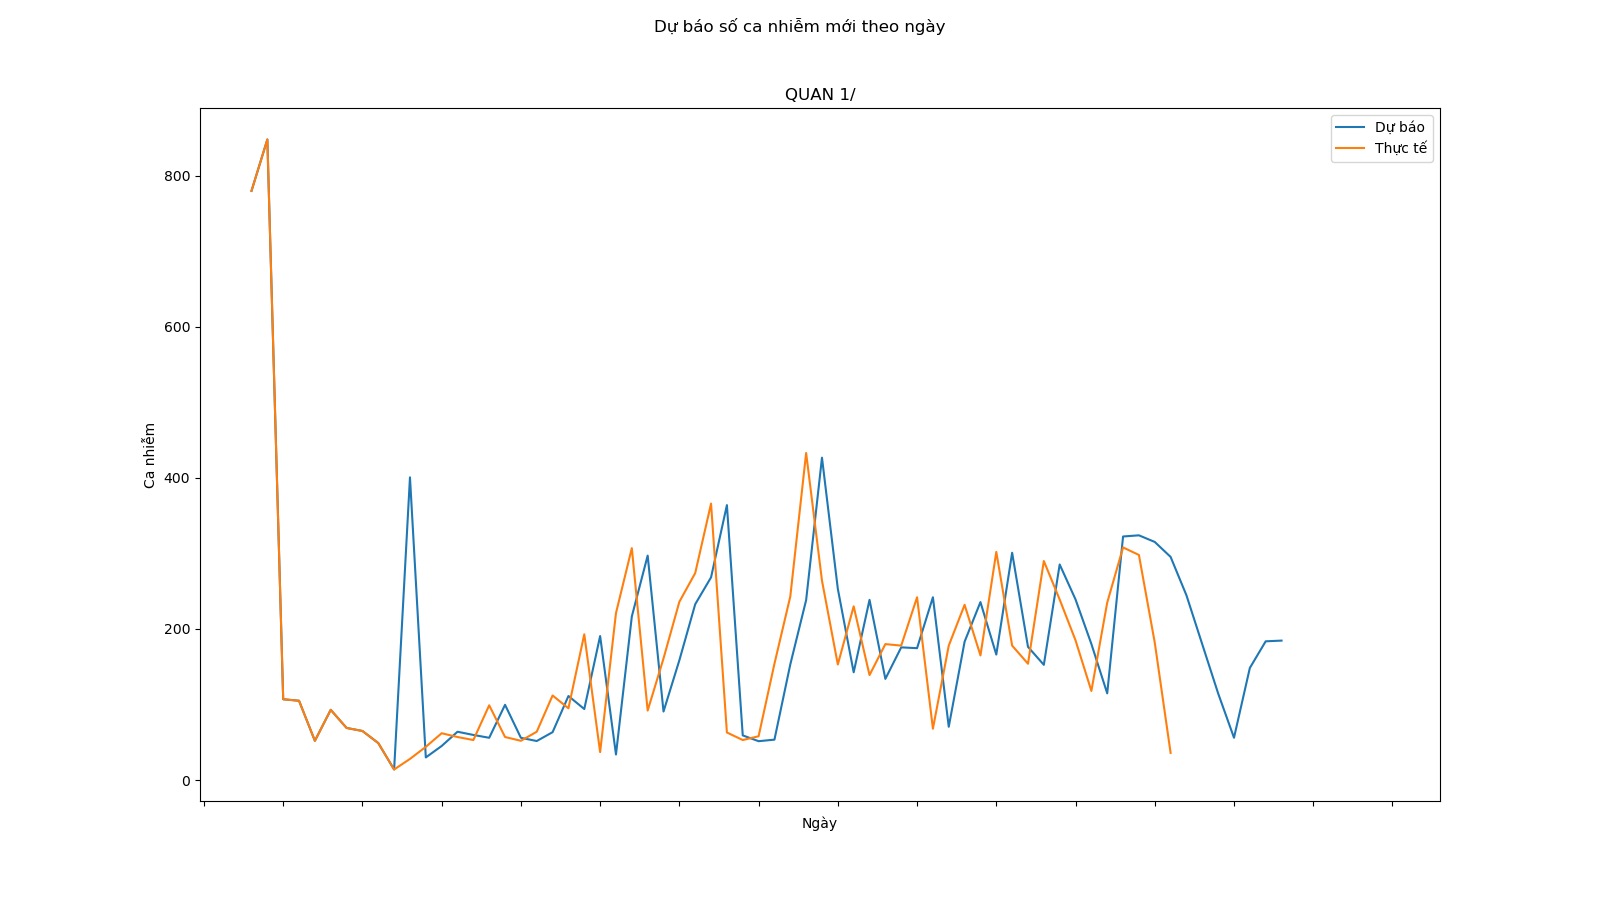 Dự báo số ca nhiễm mới theo ngày
QUAN 1/
Dự báo
Thực tế
800
600
400
200
0
Ca nhiễm
Ngày